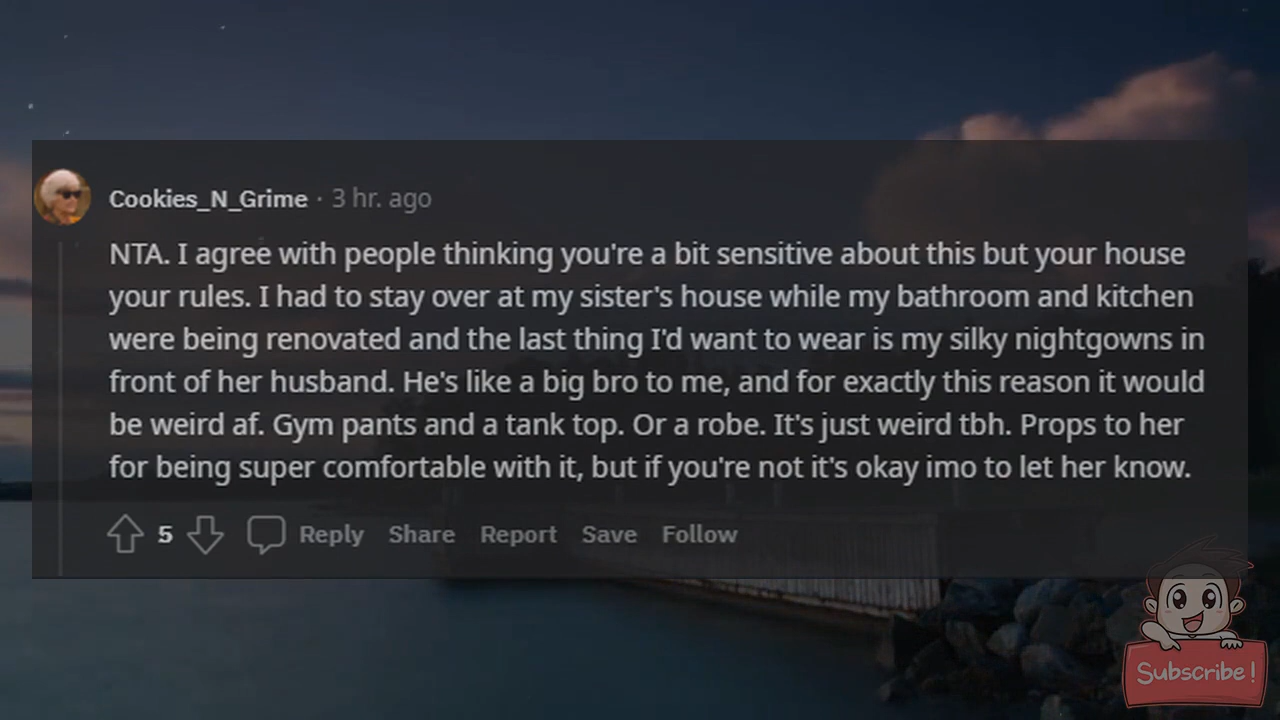 Cookies_N_Grime · 3 hr. ago
NTA. I agree with people thinking you're a bit sensitive about this but your house
your rules. I had to stay over at my sister's house while my bathroom and kitchen
were being renovated and the last thing I'd want to wear is my silky nightgowns in
front of her husband. He's like a big bro to me, and for exactly this reason it would
be weird af. Gym pants and a tank top. Or a robe. It's just weird tbh. Props to her
for being super comfortable with it, but if you're not it's okay imo to let her know.
5 Reply Share Report Save Follow
Subscribe!